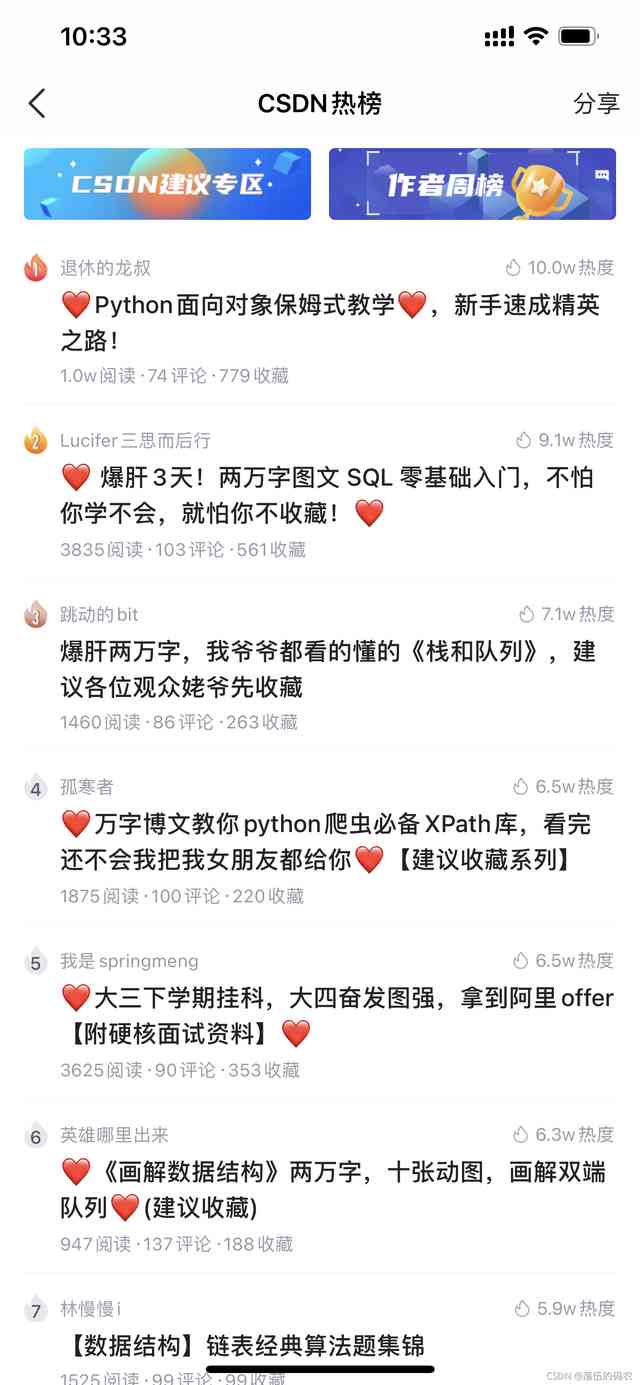 10:33
CSDN热榜
分享
CSDN建议专区
作者周榜
1
退休的龙叔
10.0w热度
❤️Python面向对象保姆式教学❤️，新手速成精英
之路！
1.0w阅读·74评论·779收藏
2
Lucifer三思而后行
9.1w热度
❤️ 爆肝3天！两万字图文 SQL 零基础入门，不怕
你学不会，就怕你不收藏！❤️
3835阅读·103评论·561收藏
3
跳动的bit
7.1w热度
爆肝两万字，我爷爷都看的懂的《栈和队列》，建
议各位观众姥爷先收藏
1460阅读·86评论·263收藏
4
孤寒者
6.5w热度
❤️万字博文教你python爬虫必备XPath库，看完
还不会我把我女朋友都给你❤️【建议收藏系列】
1875阅读·100评论·220收藏
5
我是springmeng
6.5w热度
❤️大三下学期挂科，大四奋发图强，拿到阿里offer
【附硬核面试资料】❤️
3625阅读·90评论·353收藏
6
英雄哪里出来
6.3w热度
❤️《画解数据结构》两万字，十张动图，画解双端
队列❤️(建议收藏)
947阅读·137评论·188收藏
7
林慢慢i
5.9w热度
【数据结构】链表经典算法题集锦
1525阅读·99评论·99收藏
CSDN @落伍的码农